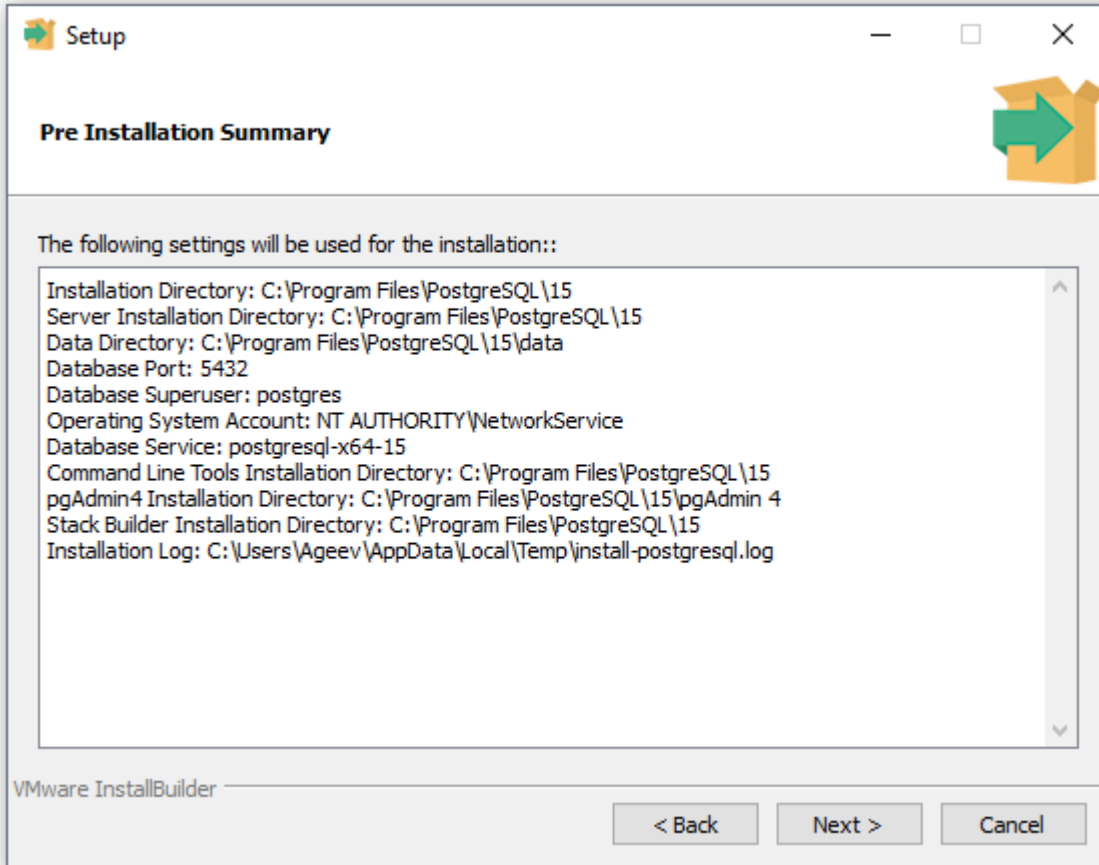 Setup
Pre Installation Summary
The following settings will be used for the installation::
Installation Directory: C:\Program Files\PostgreSQL\15
Server Installation Directory: C:\Program Files\PostgreSQL\15
Data Directory: C:\Program Files\PostgreSQL\15\data
Database Port: 5432
Database Superuser: postgres
Operating System Account: NT AUTHORITY\NetworkService
Database Service: postgresql-x64-15
Command Line Tools Installation Directory: C:\Program Files\PostgreSQL\15
pgAdmin4 Installation Directory: C:\Program Files\PostgreSQL\15\pgAdmin 4
Stack Builder Installation Directory: C:\Program Files\PostgreSQL\15
Installation Log: C:\Users\Ageev\AppData\Local\Temp\install-postgresql.log
VMware InstallBuilder
< Back Next > Cancel